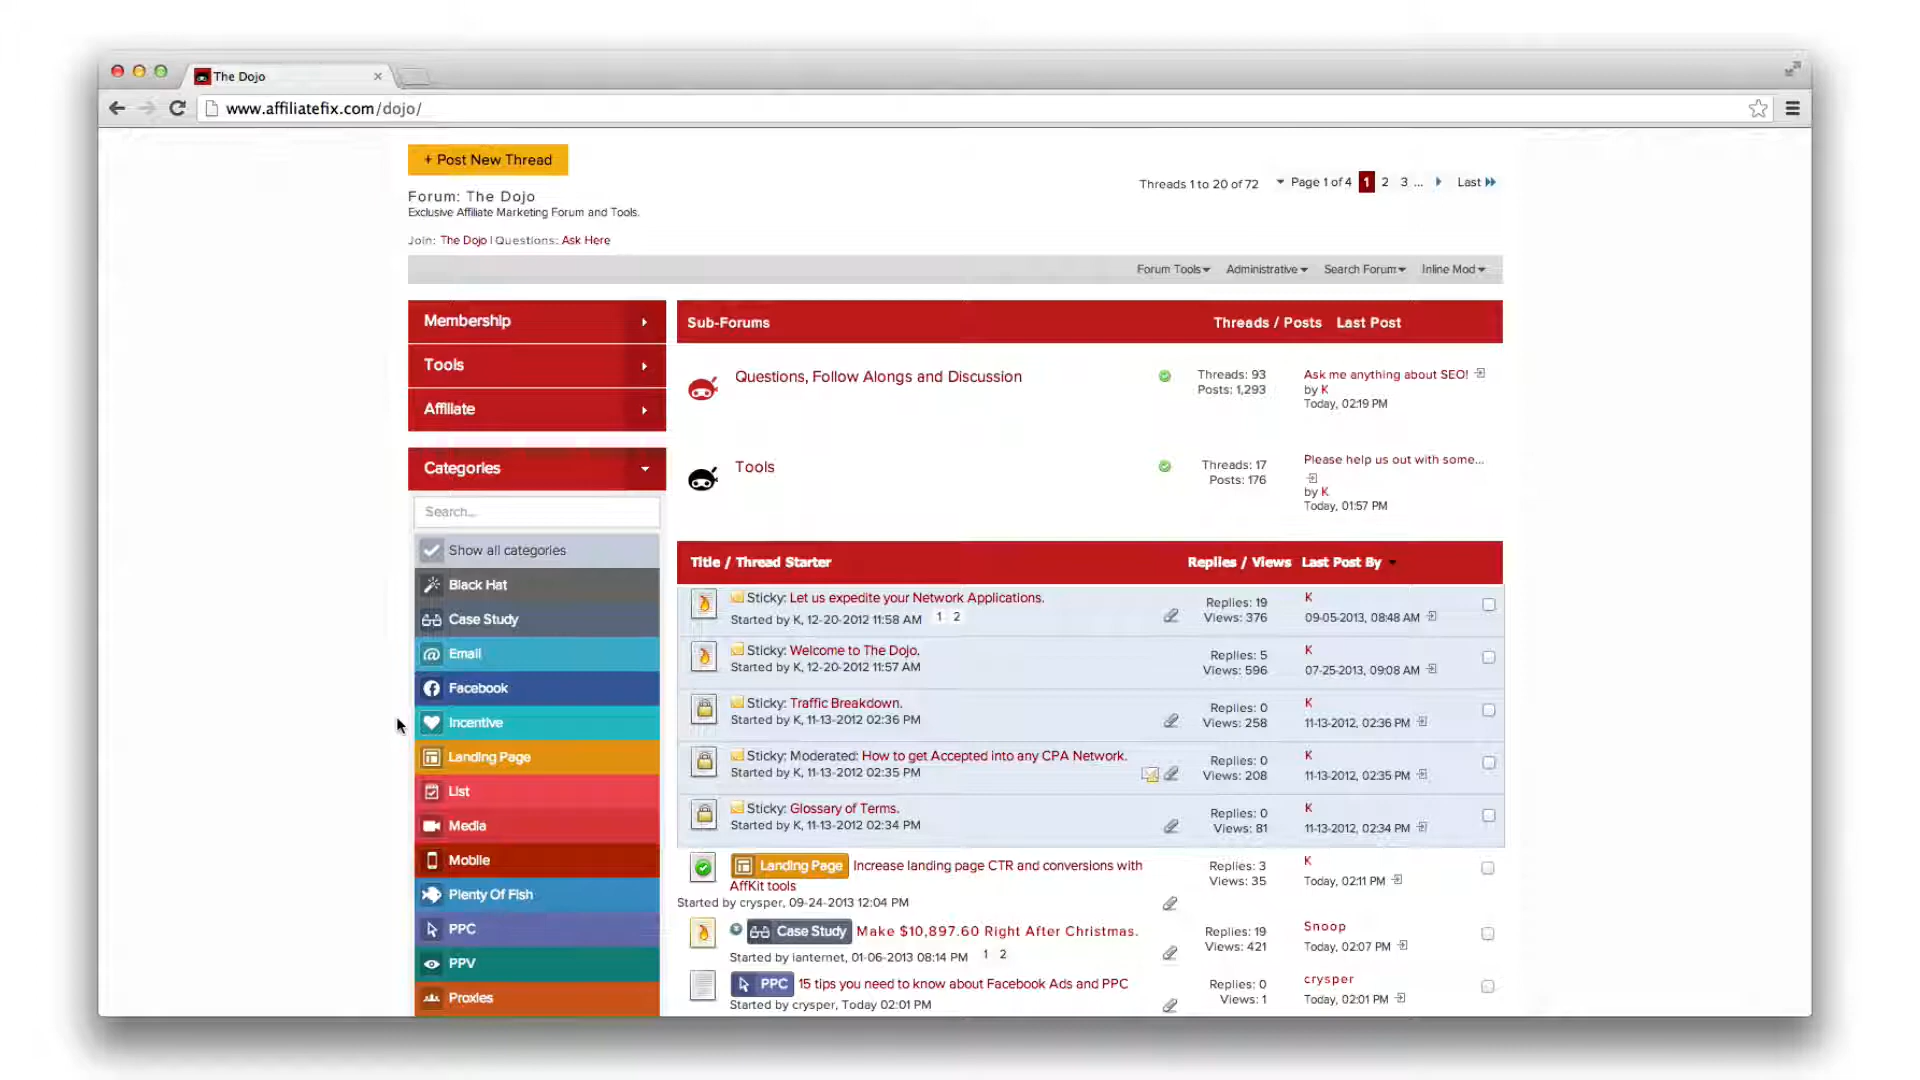 The Dojo
www.affiliatefix.com/dojo/
+ Post New Thread
Threads 1 to 20 of 72
Page 1 of 4 1 2 3 ... Last
Forum: The Dojo
Exclusive Affiliate Marketing Forum and Tools.
Join: The Dojo | Questions: Ask Here
Forum Tools Administrative Search Forum Inline Mod
Membership
Tools
Affiliate
Categories
Search...
Show all categories
Black Hat
Case Study
Email
Facebook
Incentive
Landing Page
List
Media
Mobile
Plenty Of Fish
PPC
PPV
Proxies
Sub-Forums Threads / Posts Last Post
Questions, Follow Alongs and Discussion
Threads: 93
Posts: 1,293
Ask me anything about SEO!
by K
Today, 02:19 PM
Tools
Threads: 17
Posts: 176
Please help us out with some...
by K
Today, 01:57 PM
Title / Thread Starter Replies / Views Last Post By
Sticky: Let us expedite your Network Applications.
Started by K, 12-20-2012 11:58 AM 1 2
Replies: 19
Views: 376
K
09-05-2013, 08:48 AM
Sticky: Welcome to The Dojo.
Started by K, 12-20-2012 11:57 AM
Replies: 5
Views: 596
K
07-25-2013, 09:08 AM
Sticky: Traffic Breakdown.
Started by K, 11-13-2012 02:36 PM
Replies: 0
Views: 258
K
11-13-2012, 02:36 PM
Sticky: Moderated: How to get Accepted into any CPA Network.
Started by K, 11-13-2012 02:35 PM
Replies: 0
Views: 208
K
11-13-2012, 02:35 PM
Sticky: Glossary of Terms.
Started by K, 11-13-2012 02:34 PM
Replies: 0
Views: 81
K
11-13-2012, 02:34 PM
Landing Page Increase landing page CTR and conversions with
AffKit tools
Started by crysper, 09-24-2013 12:04 PM
Replies: 3
Views: 35
K
Today, 02:11 PM
Case Study Make $10,897.60 Right After Christmas.
Started by ianternet, 01-06-2013 08:14 PM 1 2
Replies: 19
Views: 421
Snoop
Today, 02:07 PM
PPC 15 tips you need to know about Facebook Ads and PPC
Started by crysper, Today 02:01 PM
Replies: 0
Views: 1
crysper
Today, 02:01 PM